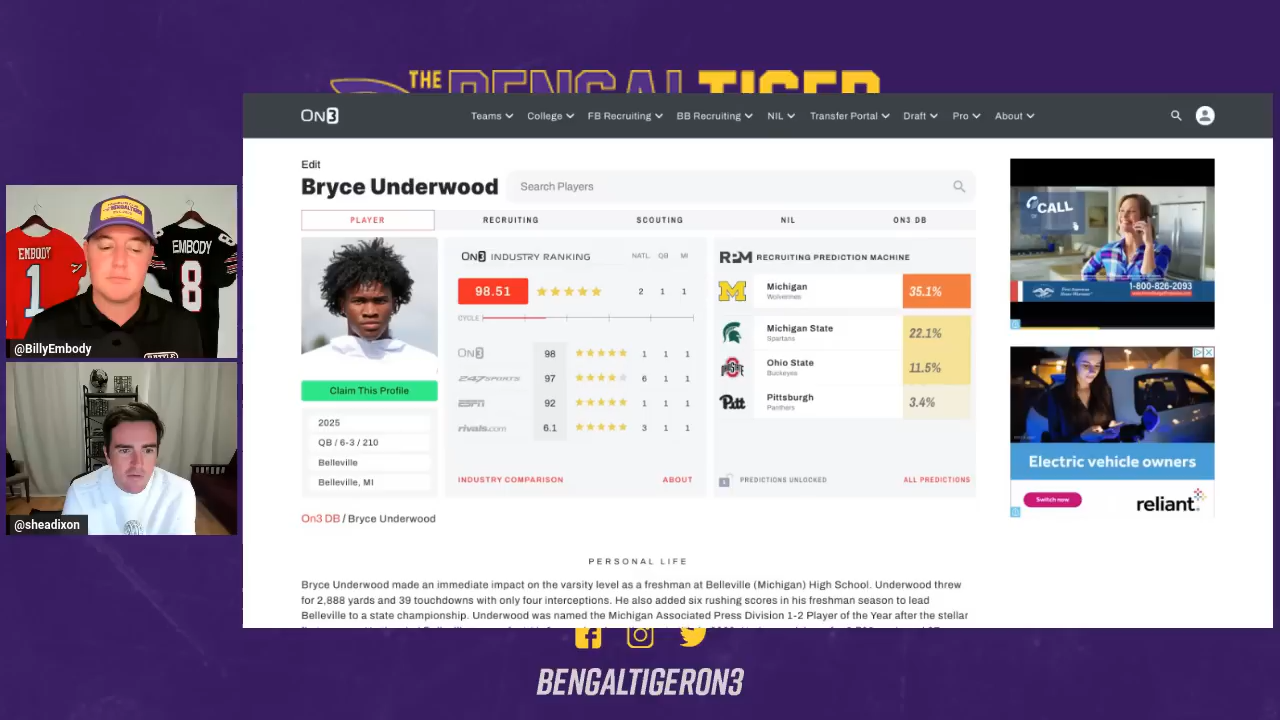 THE BENGAL TIGER
ON3
Teams College FB Recruiting BB Recruiting NIL Transfer Portal Draft Pro About
Edit
Bryce Underwood
Search Players
PLAYER RECRUITING SCOUTING NIL ON3 DB
ON3 INDUSTRY RANKING NATL QB MI
98.51 2 1 1
CYCLE
ON3 98 1 1 1
247SPORTS 97 6 1 1
ESPN 92 1 1 1
rivals.com 6.1 3 1 1
INDUSTRY COMPARISON ABOUT
RPM RECRUITING PREDICTION MACHINE
Michigan 35.1%
Wolverines
Michigan State 22.1%
Spartans
Ohio State 11.5%
Buckeyes
Pitt Pittsburgh 3.4%
Panthers
PREDICTIONS UNLOCKED ALL PREDICTIONS
Claim This Profile
2025
QB / 6-3 / 210
Belleville
Belleville, MI
On3 DB / Bryce Underwood
PERSONAL LIFE
Bryce Underwood made an immediate impact on the varsity level as a freshman at Belleville (Michigan) High School. Underwood threw
for 2,888 yards and 39 touchdowns with only four interceptions. He also added six rushing scores in his freshman season to lead
Belleville to a state championship. Underwood was named the Michigan Associated Press Division 1-2 Player of the Year after the stellar
CALL
1-800-826-2093
Electric vehicle owners
Switch now
reliant
EMBODY
1
EMBODY
8
BENGALTIGER
@BillyEmbody
@sheadixon
BENGALTIGERON3